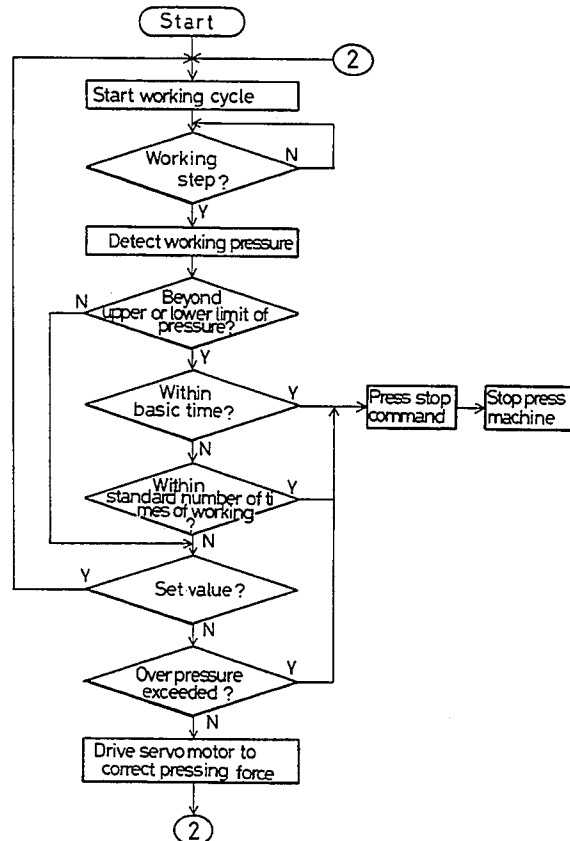 Start
2
Start working cycle
Working
step?
N
Y
Detect working pressure
N
Beyond
upper or lower limit of
pressure?
Y
Within
basic time?
Y
Press stop
command
Stop press
machine
N
Within
standard number of ti
mes of working
?
Y
N
Y
Set value?
N
Over pressure
exceeded?
Y
N
Drive servo motor to
correct pressing force
2